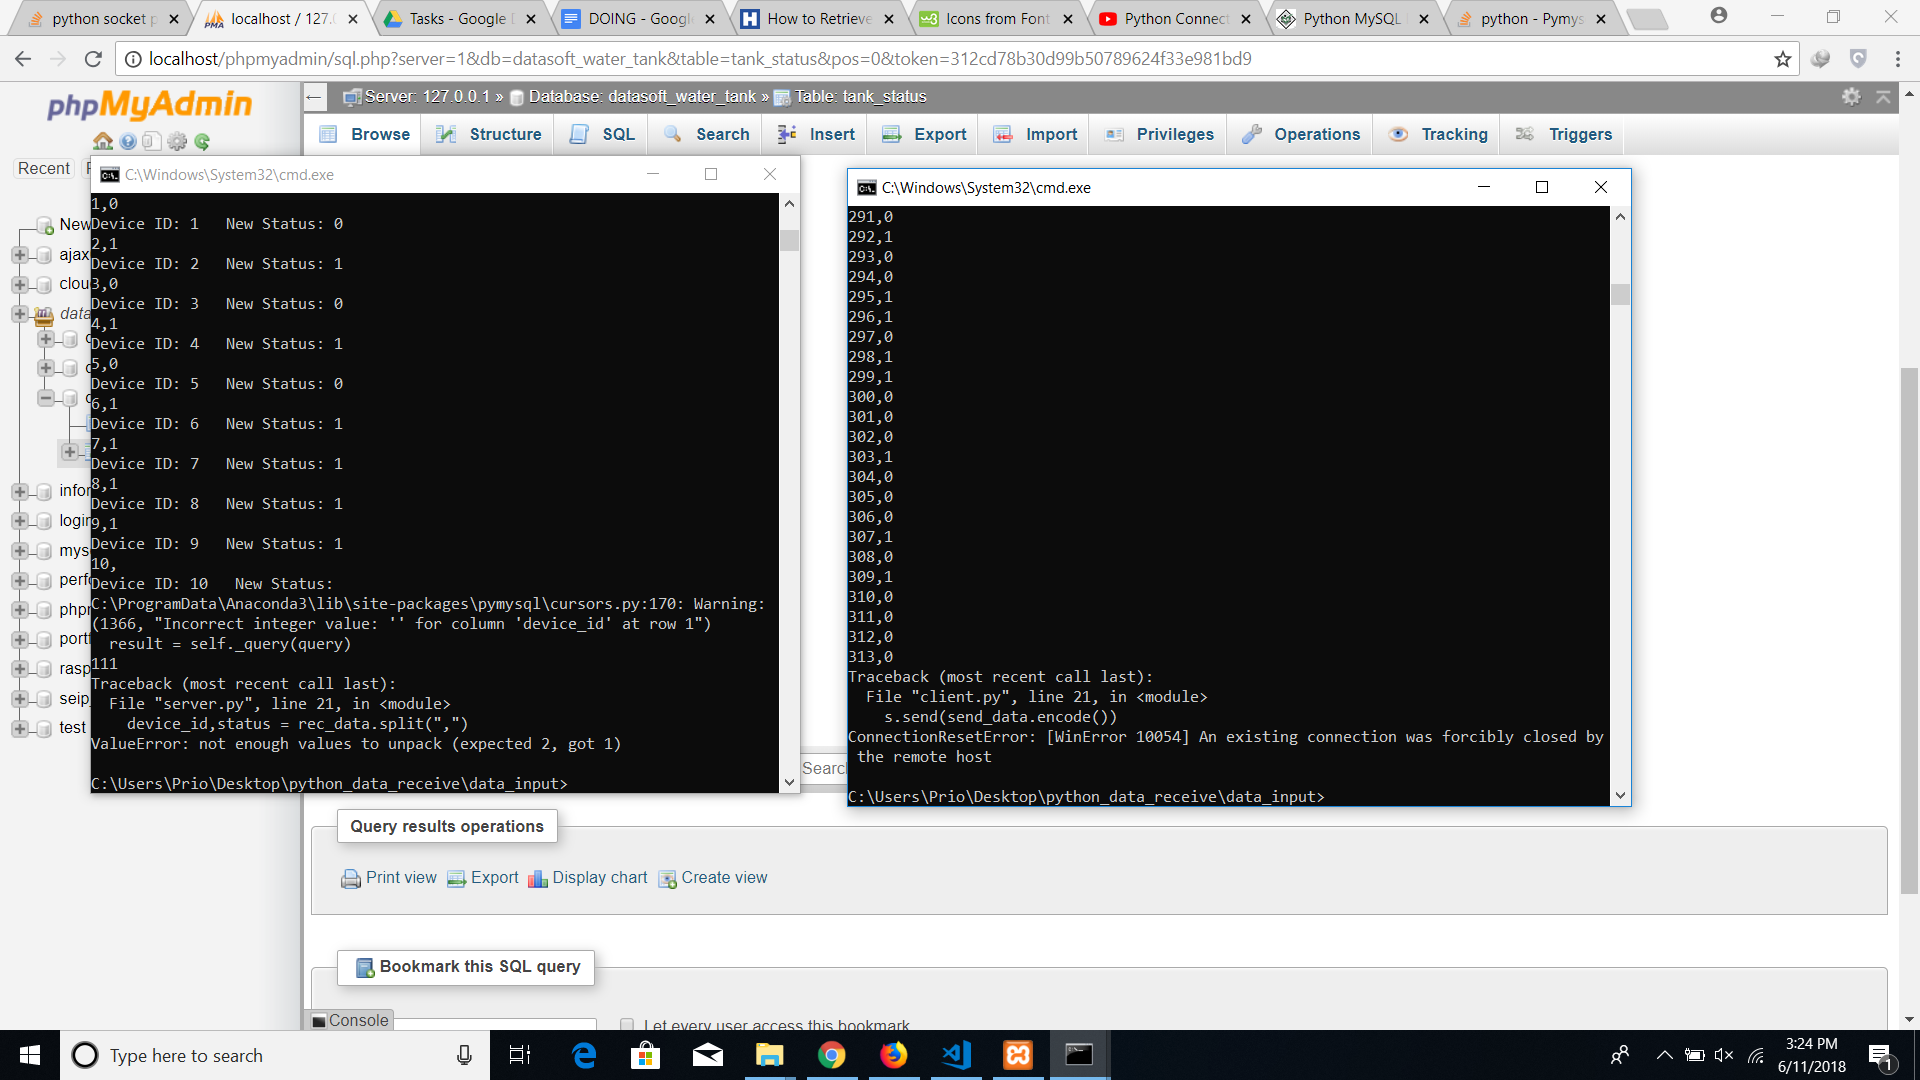 python socket p
localhost / 127.
Tasks - Google
DOING - Goog
How to Retrieve
Icons from Font
Python Connect
Python MySQL
python - Pymys
localhost/phpmyadmin/sql.php?server=1&db=datasoft_water_tank&table=tank_status&pos=0&token=312cd78b30d99b50789624f33e981bd9
phpMyAdmin
Server: 127.0.0.1 » Database: datasoft_water_tank » Table: tank_status
Browse Structure SQL Search Insert Export Import Privileges Operations Tracking Triggers
Recent
New
ajax
clou
data
infor
login
mys
perf
phpr
port
rasp
seip
test
C:\Windows\System32\cmd.exe
1,0
Device ID: 1   New Status: 0
2,1
Device ID: 2   New Status: 1
3,0
Device ID: 3   New Status: 0
4,1
Device ID: 4   New Status: 1
5,0
Device ID: 5   New Status: 0
6,1
Device ID: 6   New Status: 1
7,1
Device ID: 7   New Status: 1
8,1
Device ID: 8   New Status: 1
9,1
Device ID: 9   New Status: 1
10,
Device ID: 10   New Status:
C:\ProgramData\Anaconda3\lib\site-packages\pymysql\cursors.py:170: Warning:
(1366, "Incorrect integer value: '' for column 'device_id' at row 1")
  result = self._query(query)
111
Traceback (most recent call last):
  File "server.py", line 21, in <module>
    device_id,status = rec_data.split(",")
ValueError: not enough values to unpack (expected 2, got 1)
C:\Users\Prio\Desktop\python_data_receive\data_input>
C:\Windows\System32\cmd.exe
291,0
292,1
293,0
294,0
295,1
296,1
297,0
298,1
299,1
300,0
301,0
302,0
303,1
304,0
305,0
306,0
307,1
308,0
309,1
310,0
311,0
312,0
313,0
Traceback (most recent call last):
  File "client.py", line 21, in <module>
    s.send(send_data.encode())
ConnectionResetError: [WinError 10054] An existing connection was forcibly closed by
 the remote host
C:\Users\Prio\Desktop\python_data_receive\data_input>
Searc
Query results operations
Print view Export Display chart Create view
Bookmark this SQL query
Console
Let every user access this bookmark
Type here to search
3:24 PM
6/11/2018
1